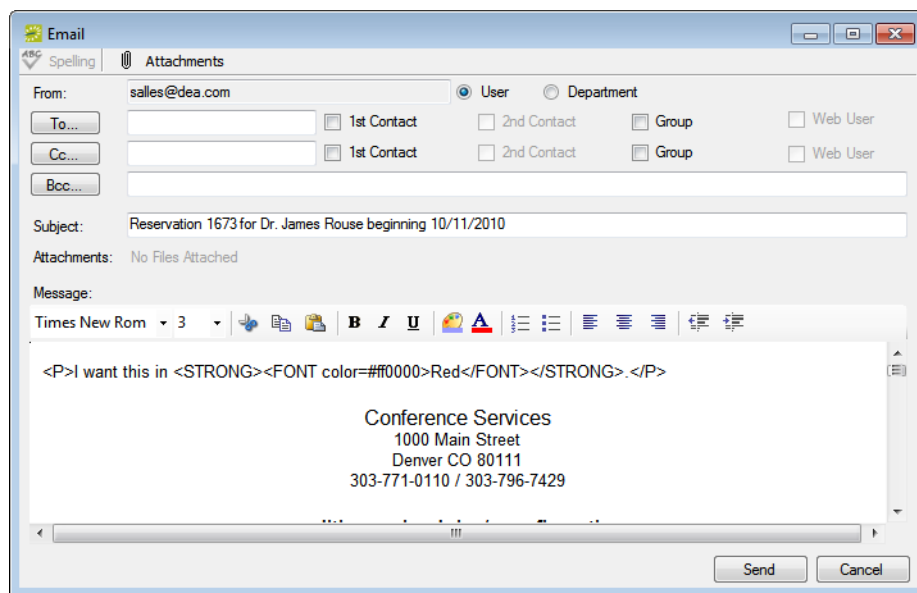 Email
ABC Spelling Attachments
From: salles@dea.com User Department
To... 1st Contact 2nd Contact Group Web User
Cc... 1st Contact 2nd Contact Group Web User
Bcc...
Subject: Reservation 1673 for Dr. James Rouse beginning 10/11/2010
Attachments: No Files Attached
Message:
Times New Rom 3 B I U A
<P>I want this in <STRONG><FONT color=#ff0000>Red</FONT></STRONG>.</P>
Conference Services
1000 Main Street
Denver CO 80111
303-771-0110 / 303-796-7429
Send Cancel